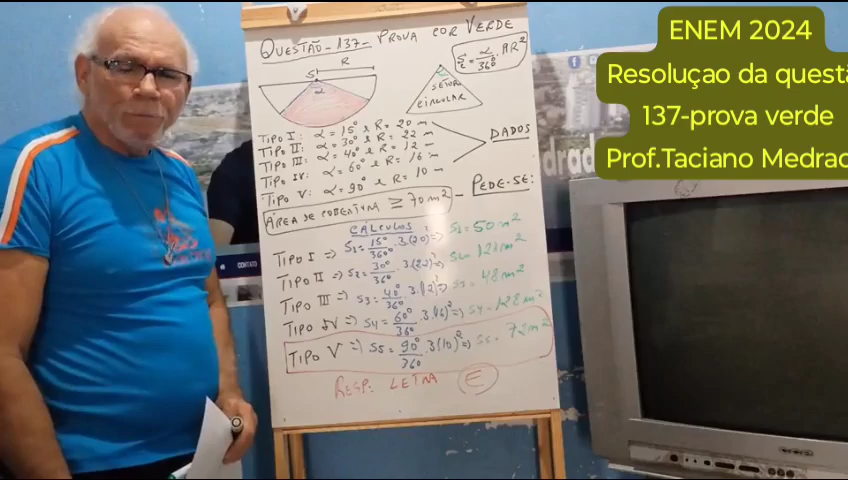 QUESTÃO-137- PROVA COR VERDE
S = α/360° . πR²
R
S
α
SETOR
CIRCULAR
TIPO I: α = 15° e R = 20 m
TIPO II: α = 30° e R = 22 m
TIPO III: α = 40° e R = 12 m
TIPO IV: α = 60° e R = 16 m
TIPO V: α = 90° e R = 10 m
DADOS
ÁREA DE COBERTURA ≥ 70 m² - PEDE-SE:
CÁLCULOS:
TIPO I => S1 = 15°/360° . 3.(20)² => S1 = 50 m²
TIPO II => S2 = 30°/360° . 3.(22)² => S2 = 121 m²
TIPO III => S3 = 40°/360° . 3.(12)² => S3 = 48 m²
TIPO IV => S4 = 60°/360° . 3.(16)² => S4 = 128 m²
TIPO V => S5 = 90°/360 . 3(10)² => S5 = 72 m²
RESP: LETRA E
ENEM 2024
Resoluçao da questã
137-prova verde
Prof.Taciano Medrad
CONTATO